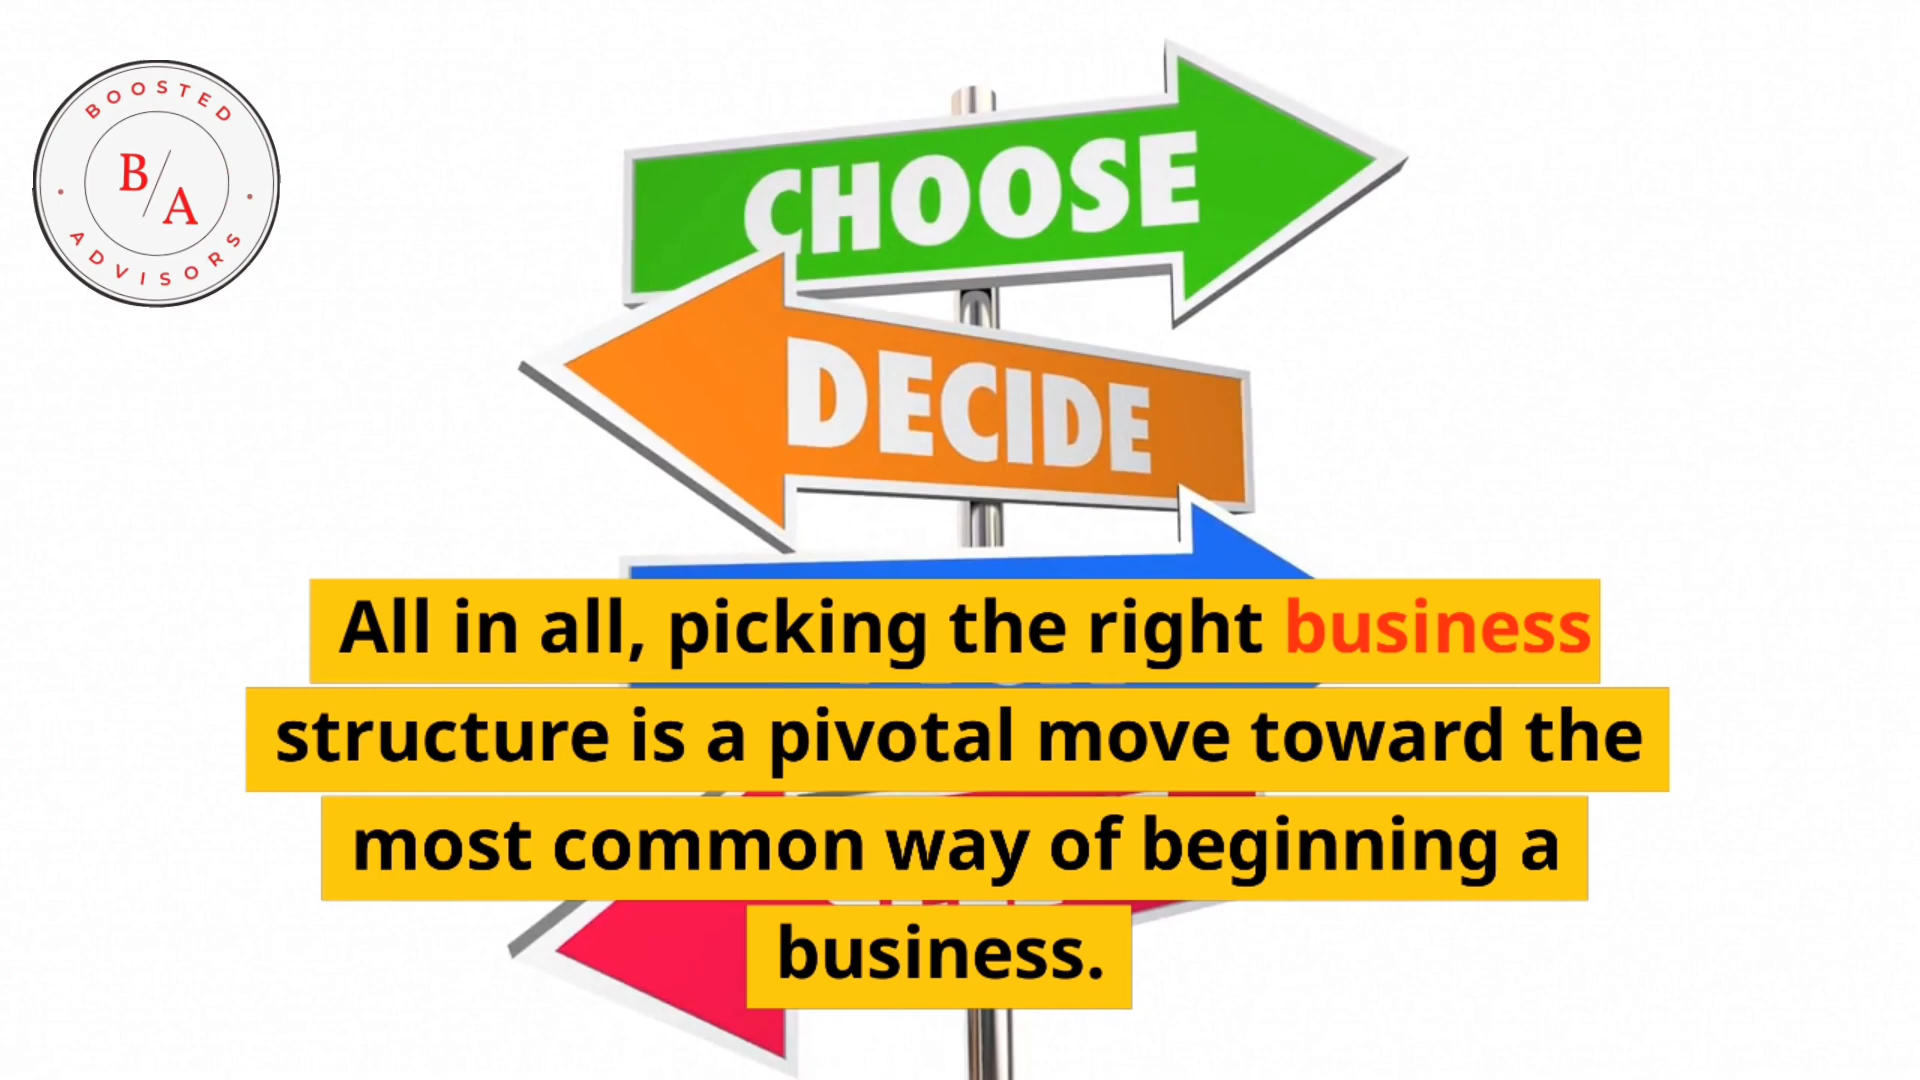 BOOSTED
B/A
ADVISORS
CHOOSE
DECIDE
All in all, picking the right business
structure is a pivotal move toward the
most common way of beginning a
business.